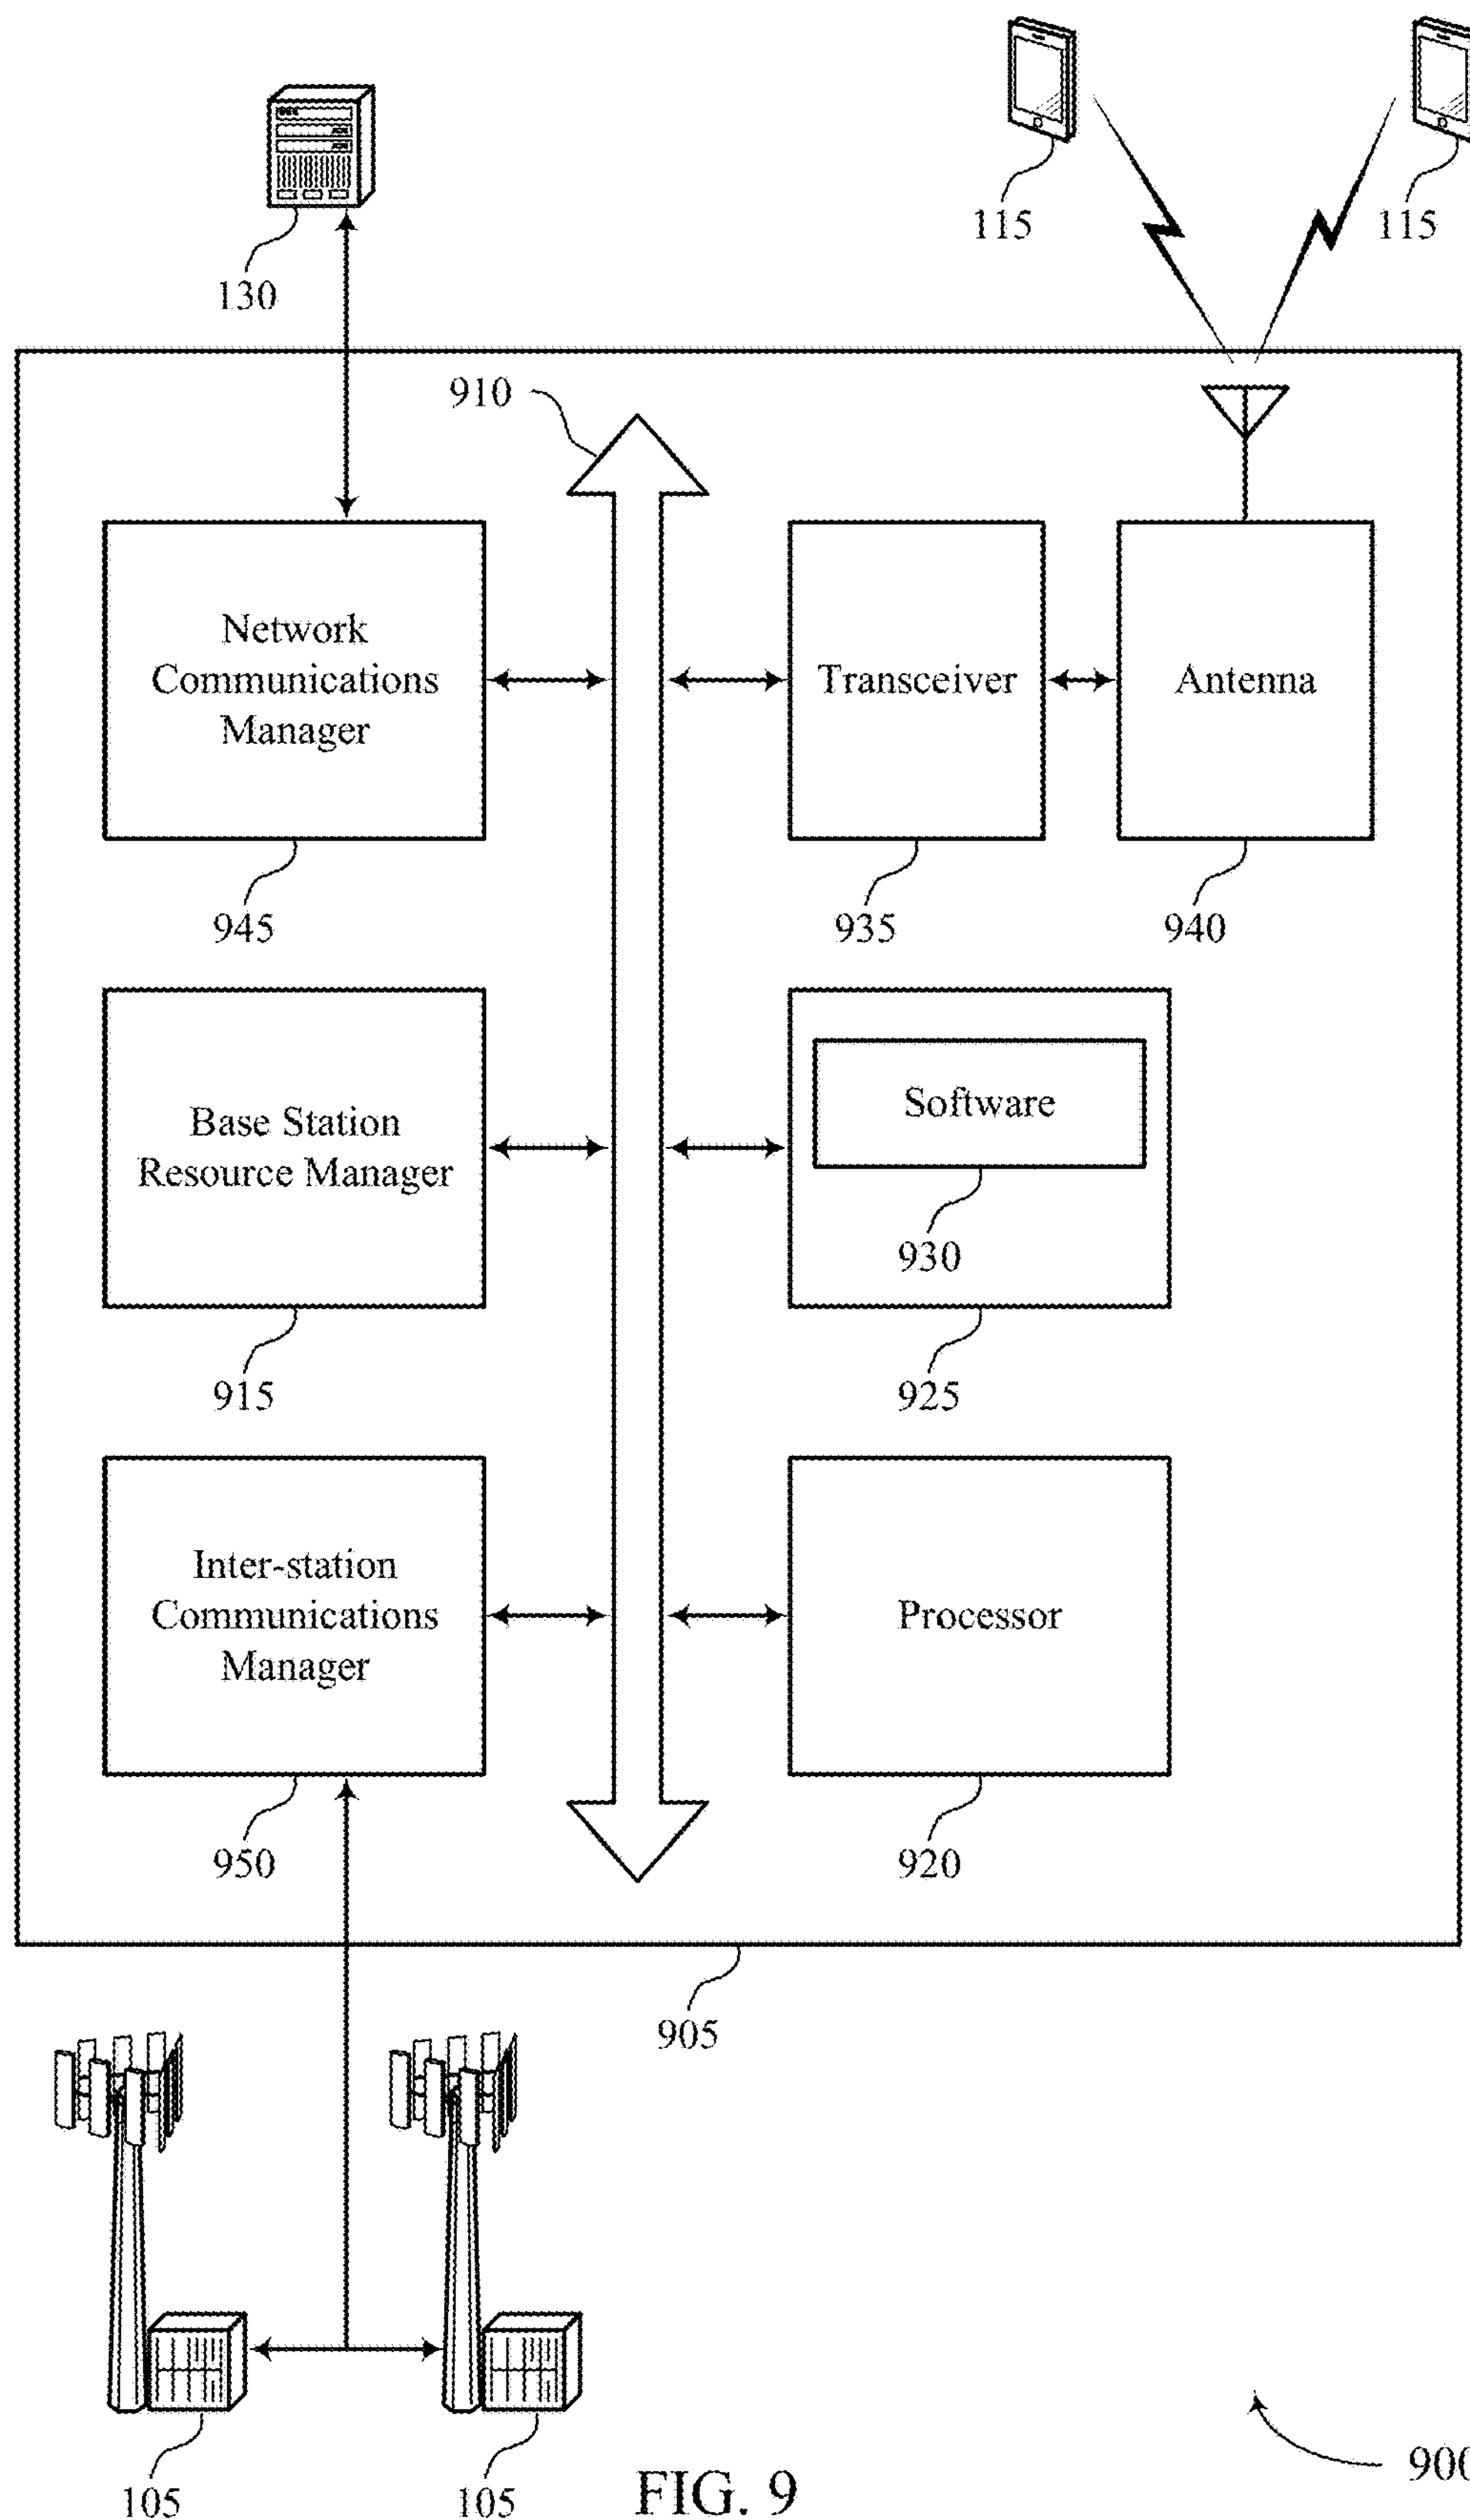 115
115
130
910
Network
Communications
Manager
Transceiver
Antenna
945
935
940
Base Station
Resource Manager
Software
930
915
925
Inter-station
Communications
Manager
Processor
950
920
905
105
105
FIG. 9
900